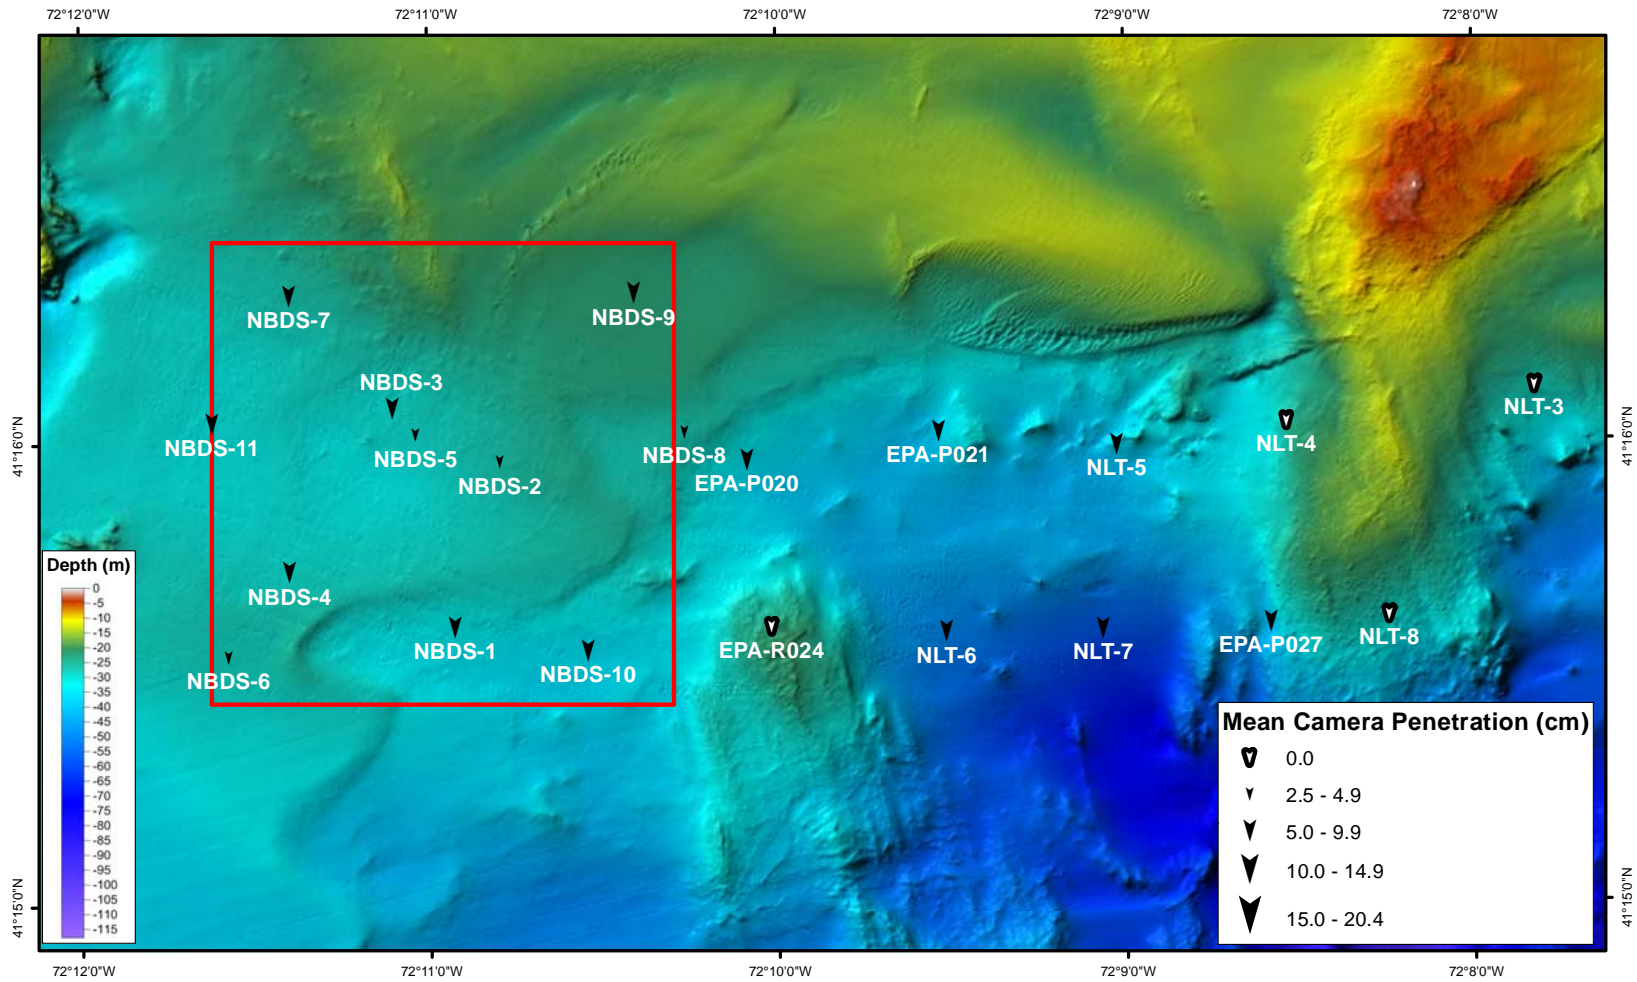 72°12'0"W 72°11'0"W 72°10'0"W 72°9'0"W 72°8'0"W
NBDS-7
NBDS-9
NBDS-3
NLT-3
41°16'0"N
NBDS-11
NBDS-5
NBDS-8
EPA-P021
NLT-5
NLT-4
41°16'0"N
NBDS-2
EPA-P020
Depth (m)
0
-5
-10
-15
-20
-25
-30
-35
-40
-45
-50
-55
-60
-65
-70
-75
-80
-85
-90
-95
-100
-105
-110
-115
NBDS-4
NBDS-1
EPA-R024
NLT-6
NLT-7
EPA-P027
NLT-8
NBDS-6
NBDS-10
Mean Camera Penetration (cm)
0.0
2.5 - 4.9
5.0 - 9.9
10.0 - 14.9
15.0 - 20.4
41°15'0"N
41°15'0"N
72°12'0"W 72°11'0"W 72°10'0"W 72°9'0"W 72°8'0"W